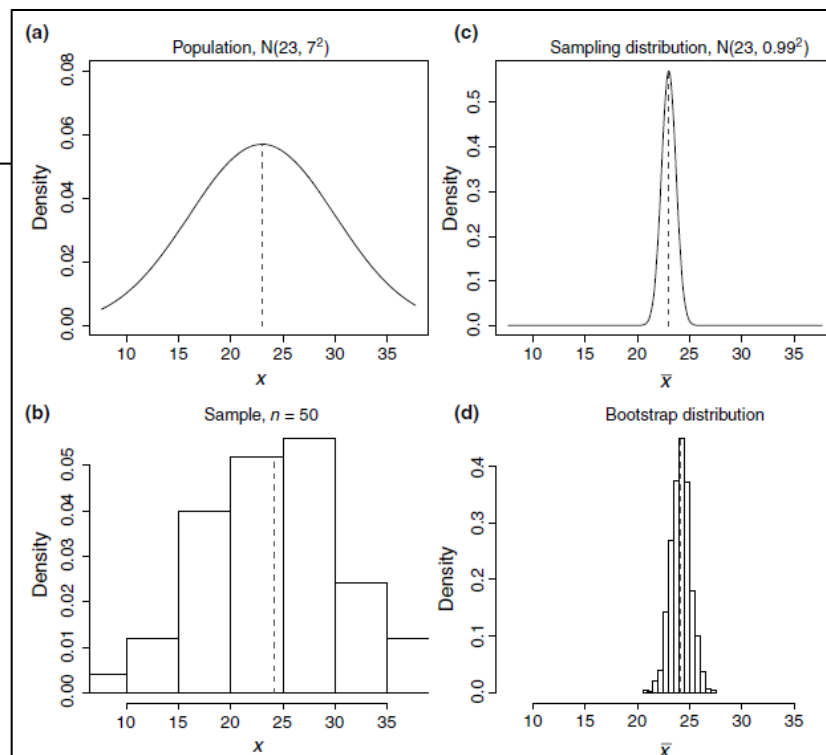 (a)
Population, N(23, 7²)
Density
0.00 0.02 0.04 0.06 0.08
10 15 20 25 30 35
x
(c)
Sampling distribution, N(23, 0.99²)
Density
0.0 0.1 0.2 0.3 0.4 0.5
10 15 20 25 30 35
x̅
(b)
Sample, n = 50
Density
0.00 0.01 0.02 0.03 0.04 0.05
10 15 20 25 30 35
x
(d)
Bootstrap distribution
Density
0.0 0.1 0.2 0.3 0.4
10 15 20 25 30 35
x̅